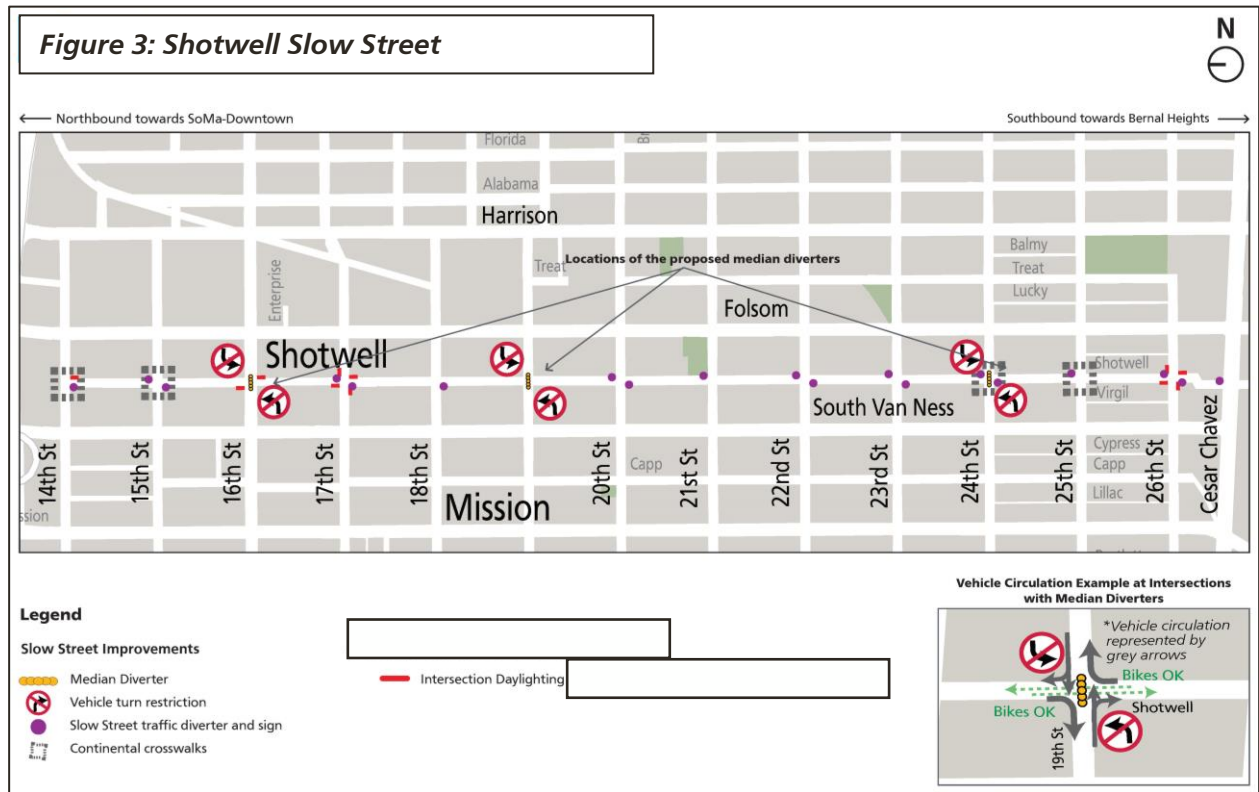 Figure 3: Shotwell Slow Street
N
Northbound towards SoMa-Downtown
Southbound towards Bernal Heights
Florida
Alabama
Harrison
Balmy
Treat
Locations of the proposed median diverters
Treat
Lucky
Enterprise
Folsom
Shotwell
Shotwell
South Van Ness
Virgil
14th St
15th St
16th St
17th St
18th St
20th St
21st St
22nd St
23rd St
24th St
25th St
26th St
Cesar Chavez
Capp
Cypress
Capp
Lillac
Mission
Vehicle Circulation Example at Intersections
with Median Diverters
Legend
Slow Street Improvements
Median Diverter
Intersection Daylighting
Vehicle turn restriction
Slow Street traffic diverter and sign
Continental crosswalks
*Vehicle circulation
represented by
grey arrows
Bikes OK
Bikes OK
Shotwell
19th St